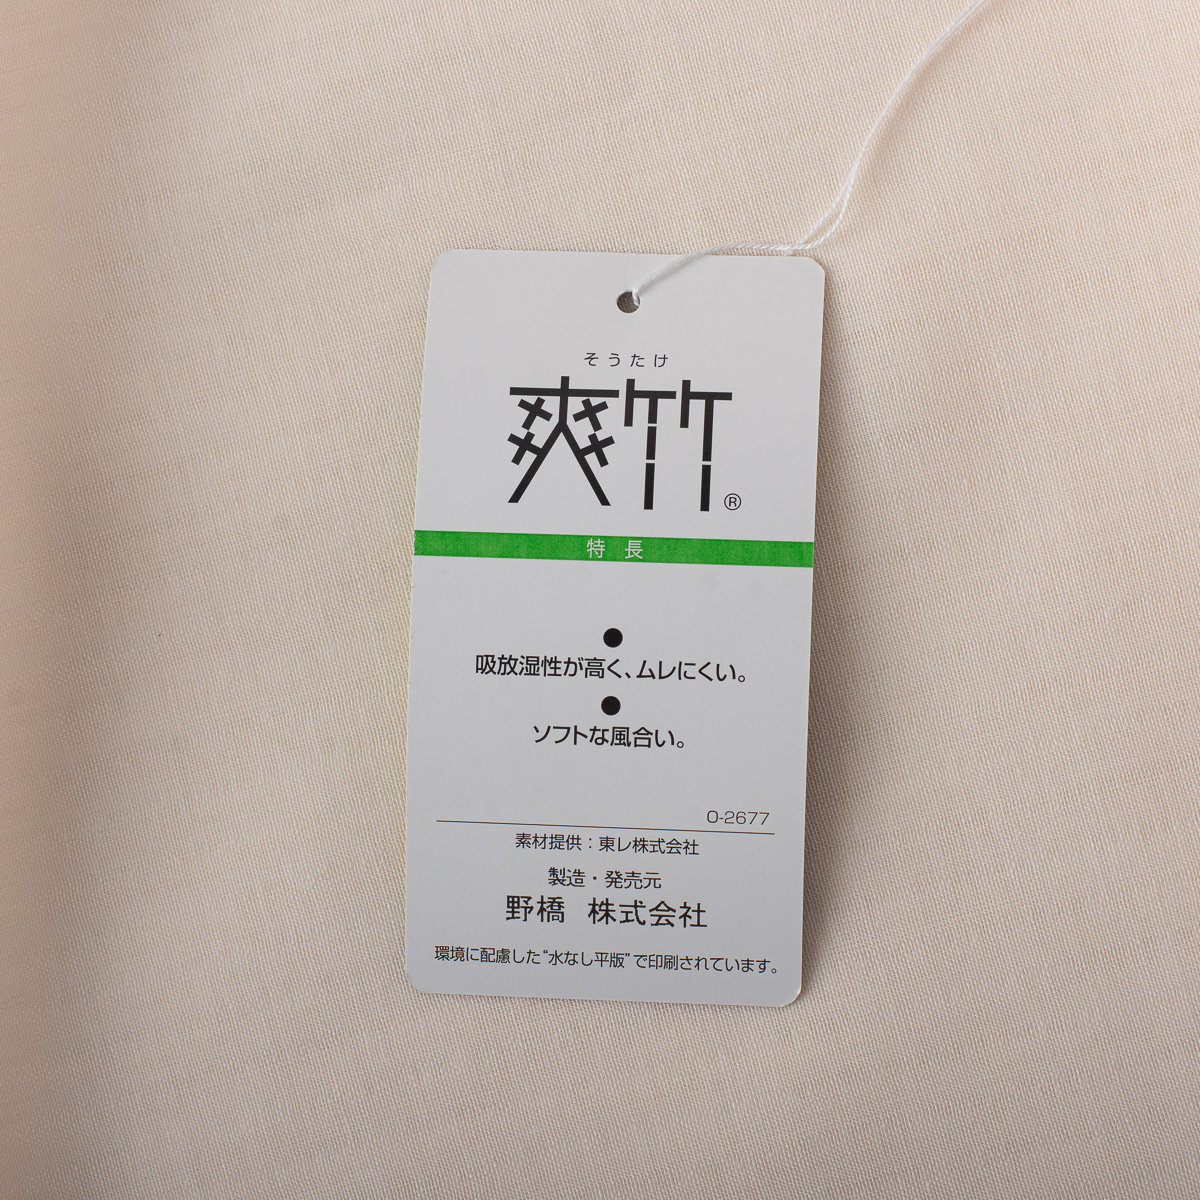 そうたけ
爽竹®
特長
●
吸放湿性が高く、ムレにくい。
●
ソフトな風合い。
O-2677
素材提供：東レ株式会社
製造・発売元
野橋 株式会社
環境に配慮した“水なし平版”で印刷されています。